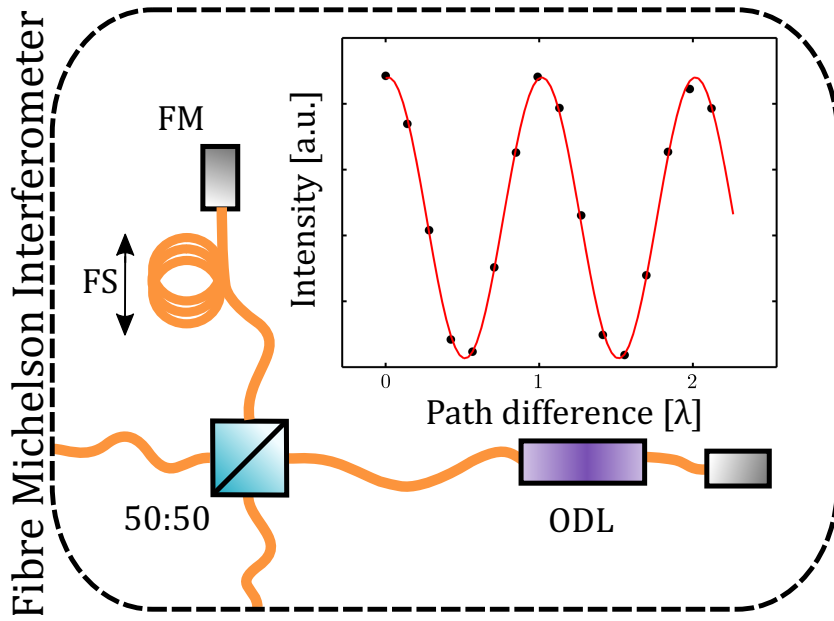 Fibre Michelson Interferometer
FM
FS
50:50
ODL
Intensity [a.u.]
0 1 2
Path difference [λ]